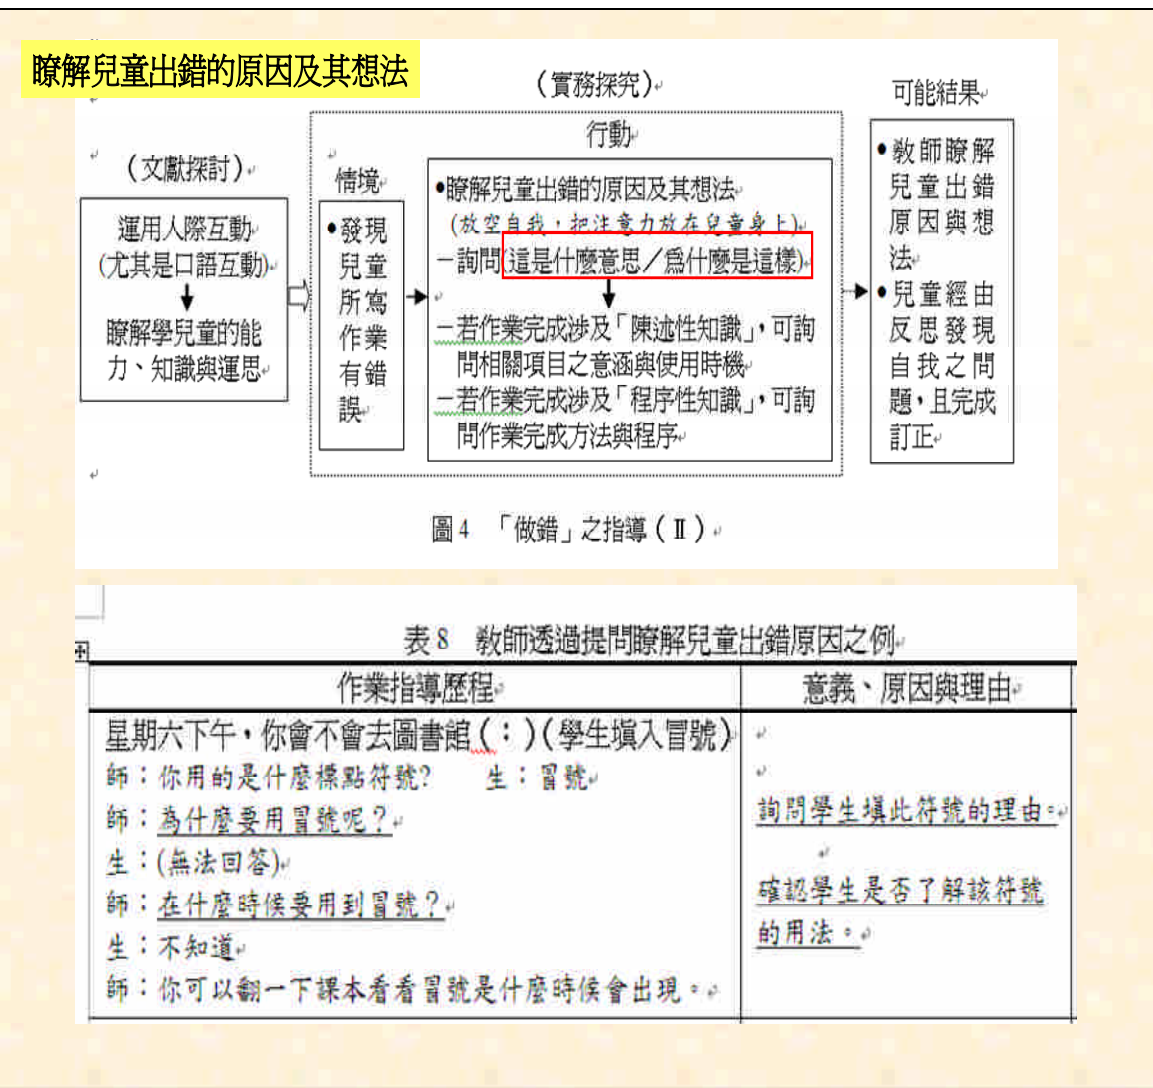 瞭解兒童出錯的原因及其想法
(實務探究)
可能結果
行動
(文獻探討)
情境
運用人際互動
(尤其是口語互動)
瞭解學兒童的能
力、知識與運思
•發現
兒童
所寫
作業
有錯
誤
•瞭解兒童出錯的原因及其想法
(放空自我，把注意力放在兒童身上)
－詢問(這是什麼意思／為什麼是這樣)
－若作業完成涉及「陳述性知識」，可詢
問相關項目之意涵與使用時機
－若作業完成涉及「程序性知識」，可詢
問作業完成方法與程序
•教師瞭解
兒童出錯
原因與想
法
•兒童經由
反思發現
自我之問
題，且完成
訂正
圖 4 「做錯」之指導（Ⅱ）
表 8 教師透過提問瞭解兒童出錯原因之例
作業指導歷程
意義、原因與理由
星期六下午，你會不會去圖書館(：)(學生填入冒號)
師：你用的是什麼標點符號? 生：冒號
師：為什麼要用冒號呢？
詢問學生填此符號的理由。
生：(無法回答)
師：在什麼時候要用到冒號？
確認學生是否了解該符號
的用法。
生：不知道
師：你可以翻一下課本看看冒號是什麼時候會出現。